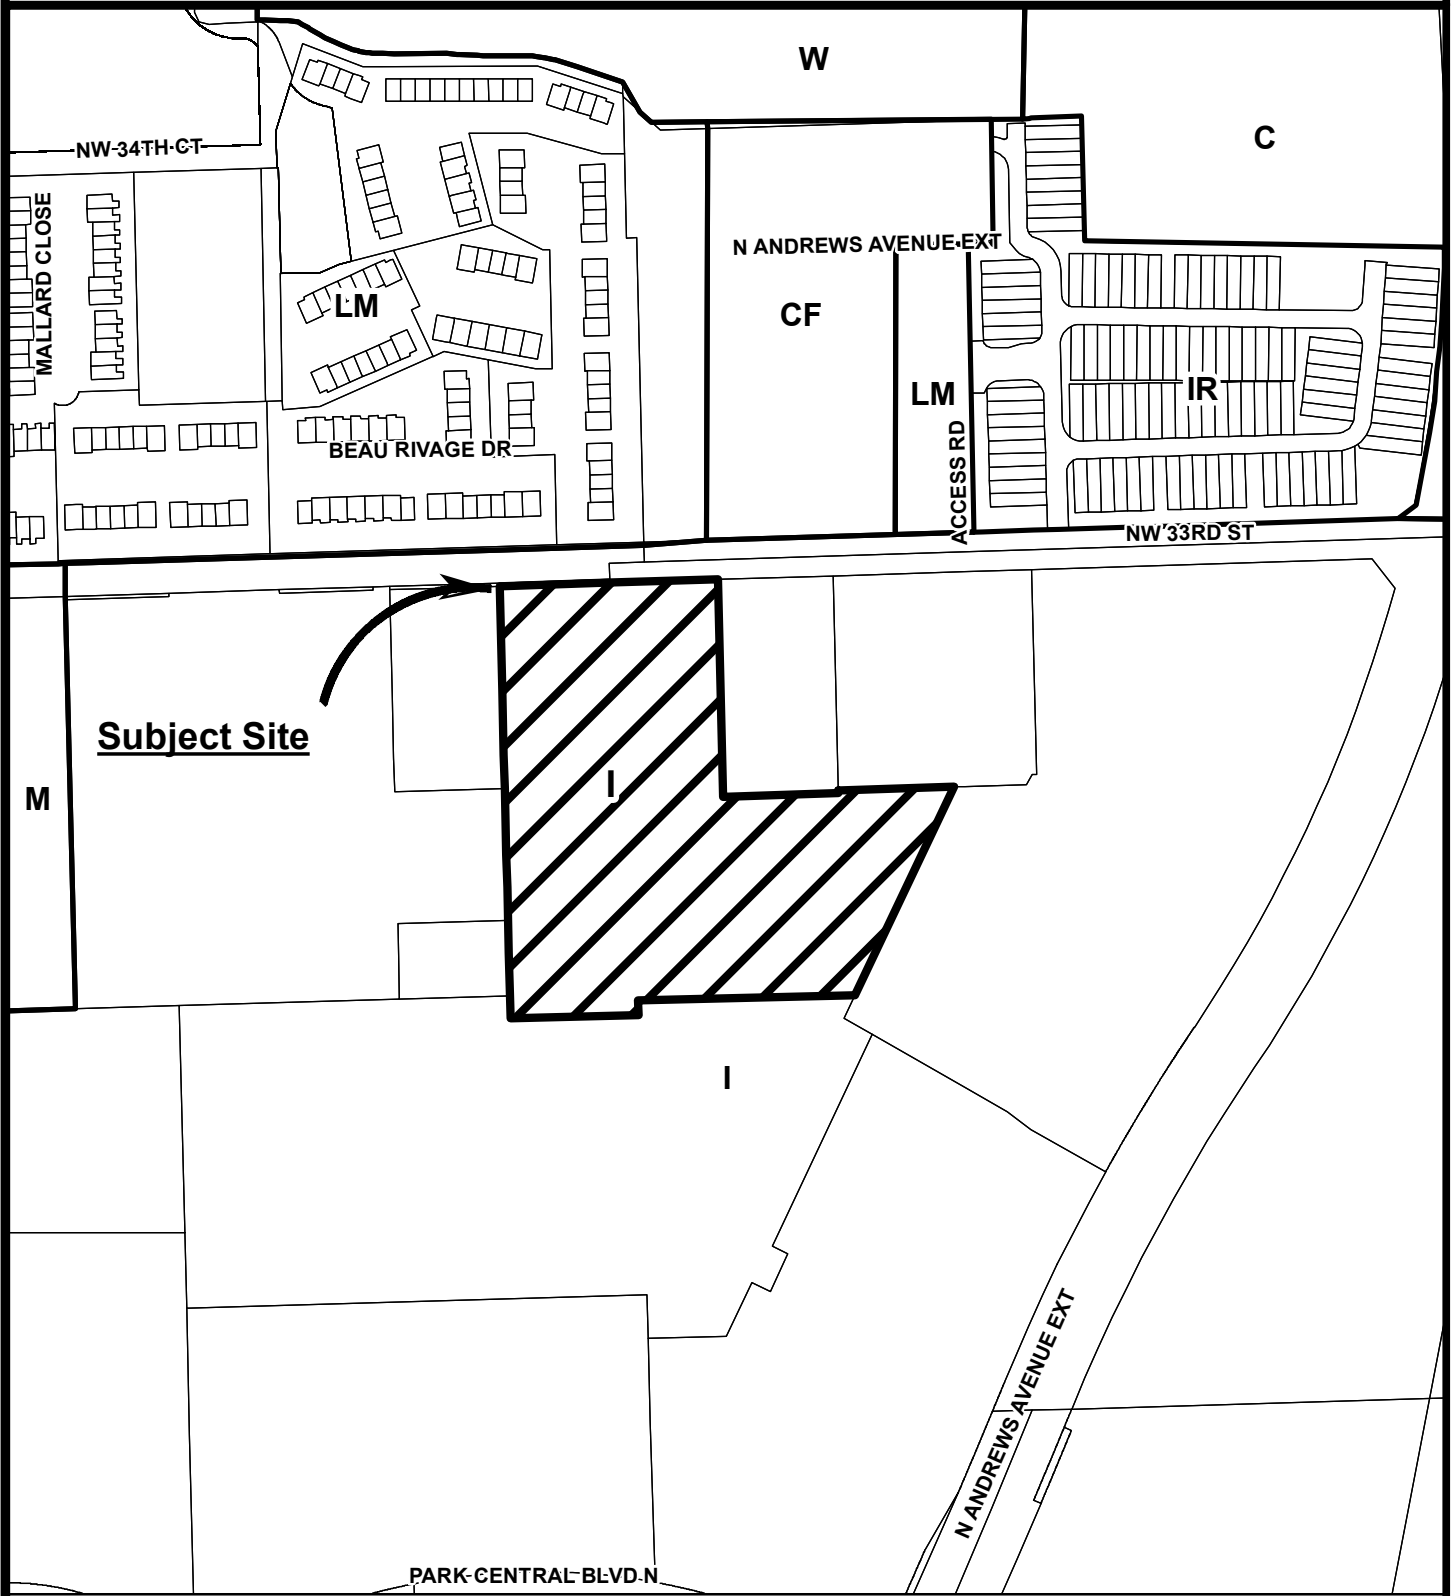 W
C
NW 34TH CT
MALLARD CLOSE
N ANDREWS AVENUE EXT
LM
CF
LM
IR
BEAU RIVAGE DR
ACCESS RD
NW 33RD ST
Subject Site
I
M
I
N ANDREWS AVENUE EXT
PARK CENTRAL BLVD N